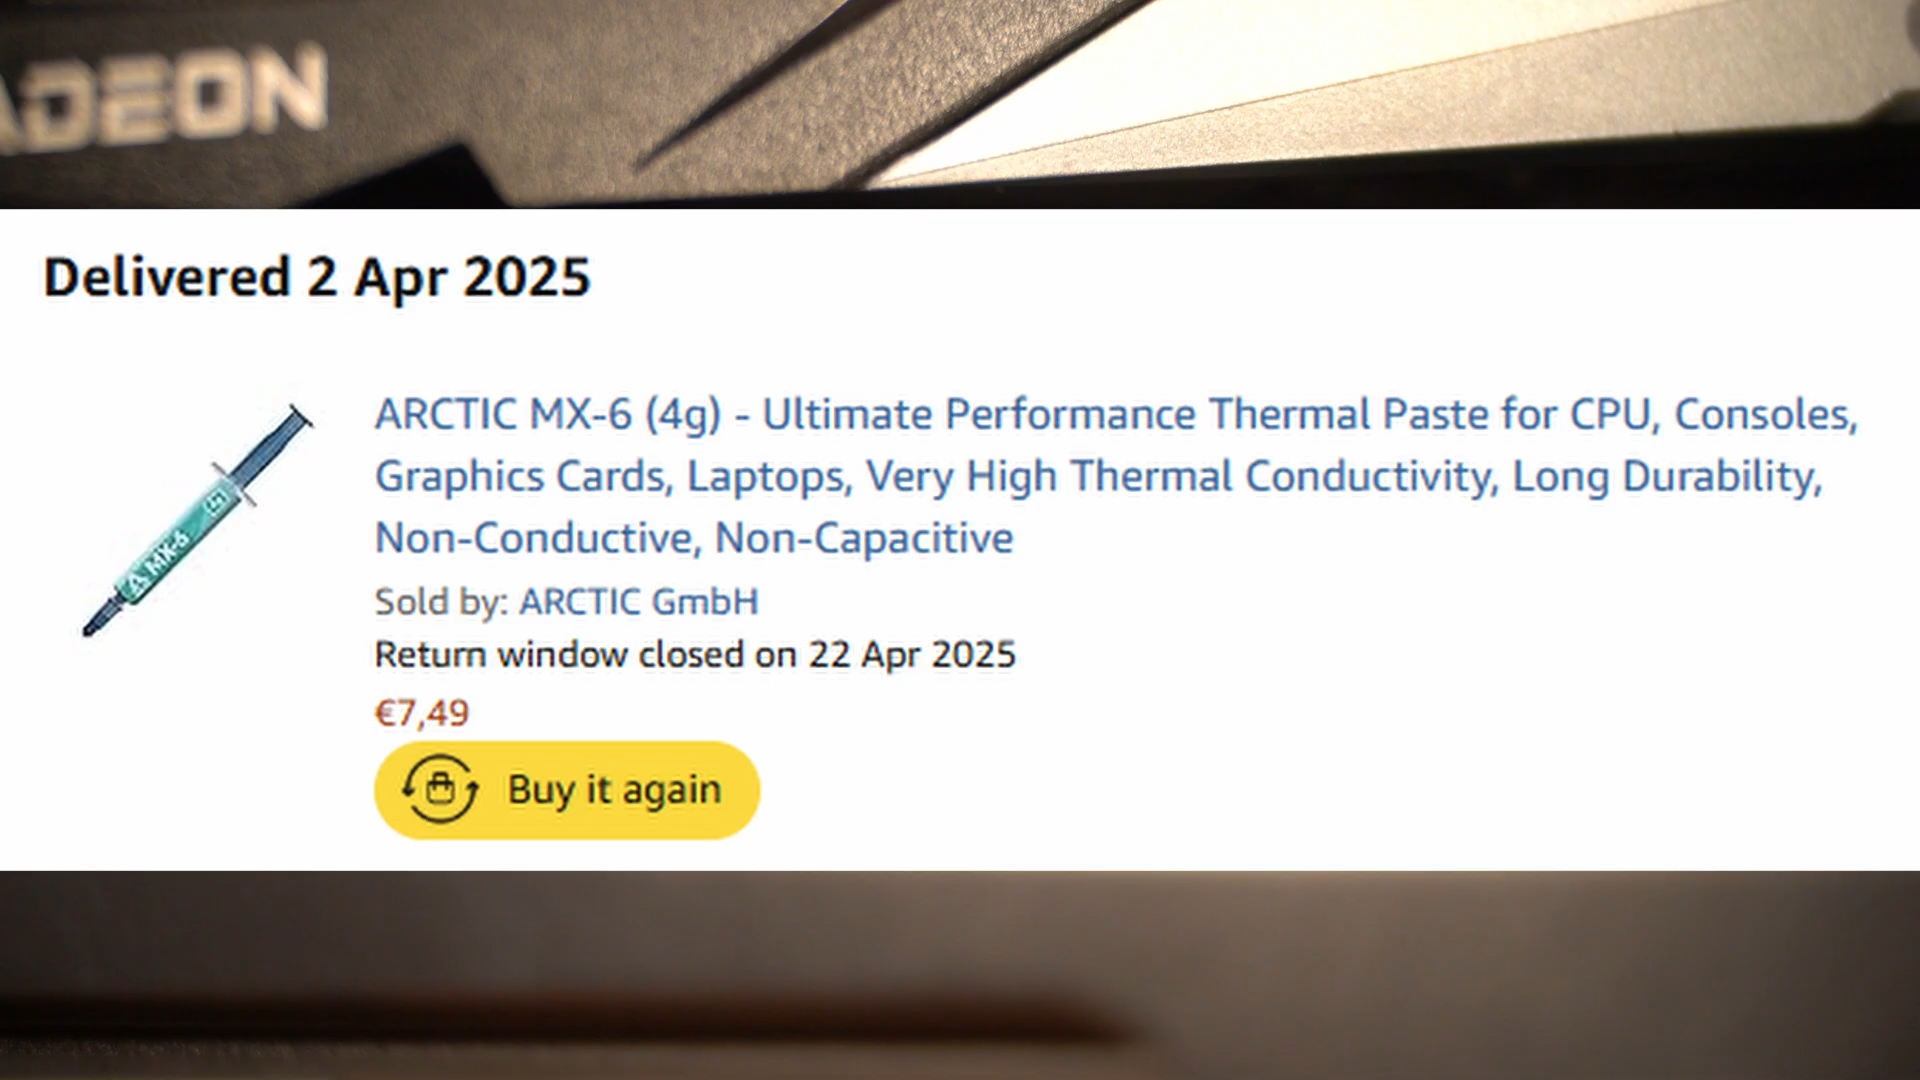 ADEON
Delivered 2 Apr 2025
ARCTIC MX-6 (4g) - Ultimate Performance Thermal Paste for CPU, Consoles,
Graphics Cards, Laptops, Very High Thermal Conductivity, Long Durability,
Non-Conductive, Non-Capacitive
Sold by: ARCTIC GmbH
Return window closed on 22 Apr 2025
€7,49
Buy it again
MX-6